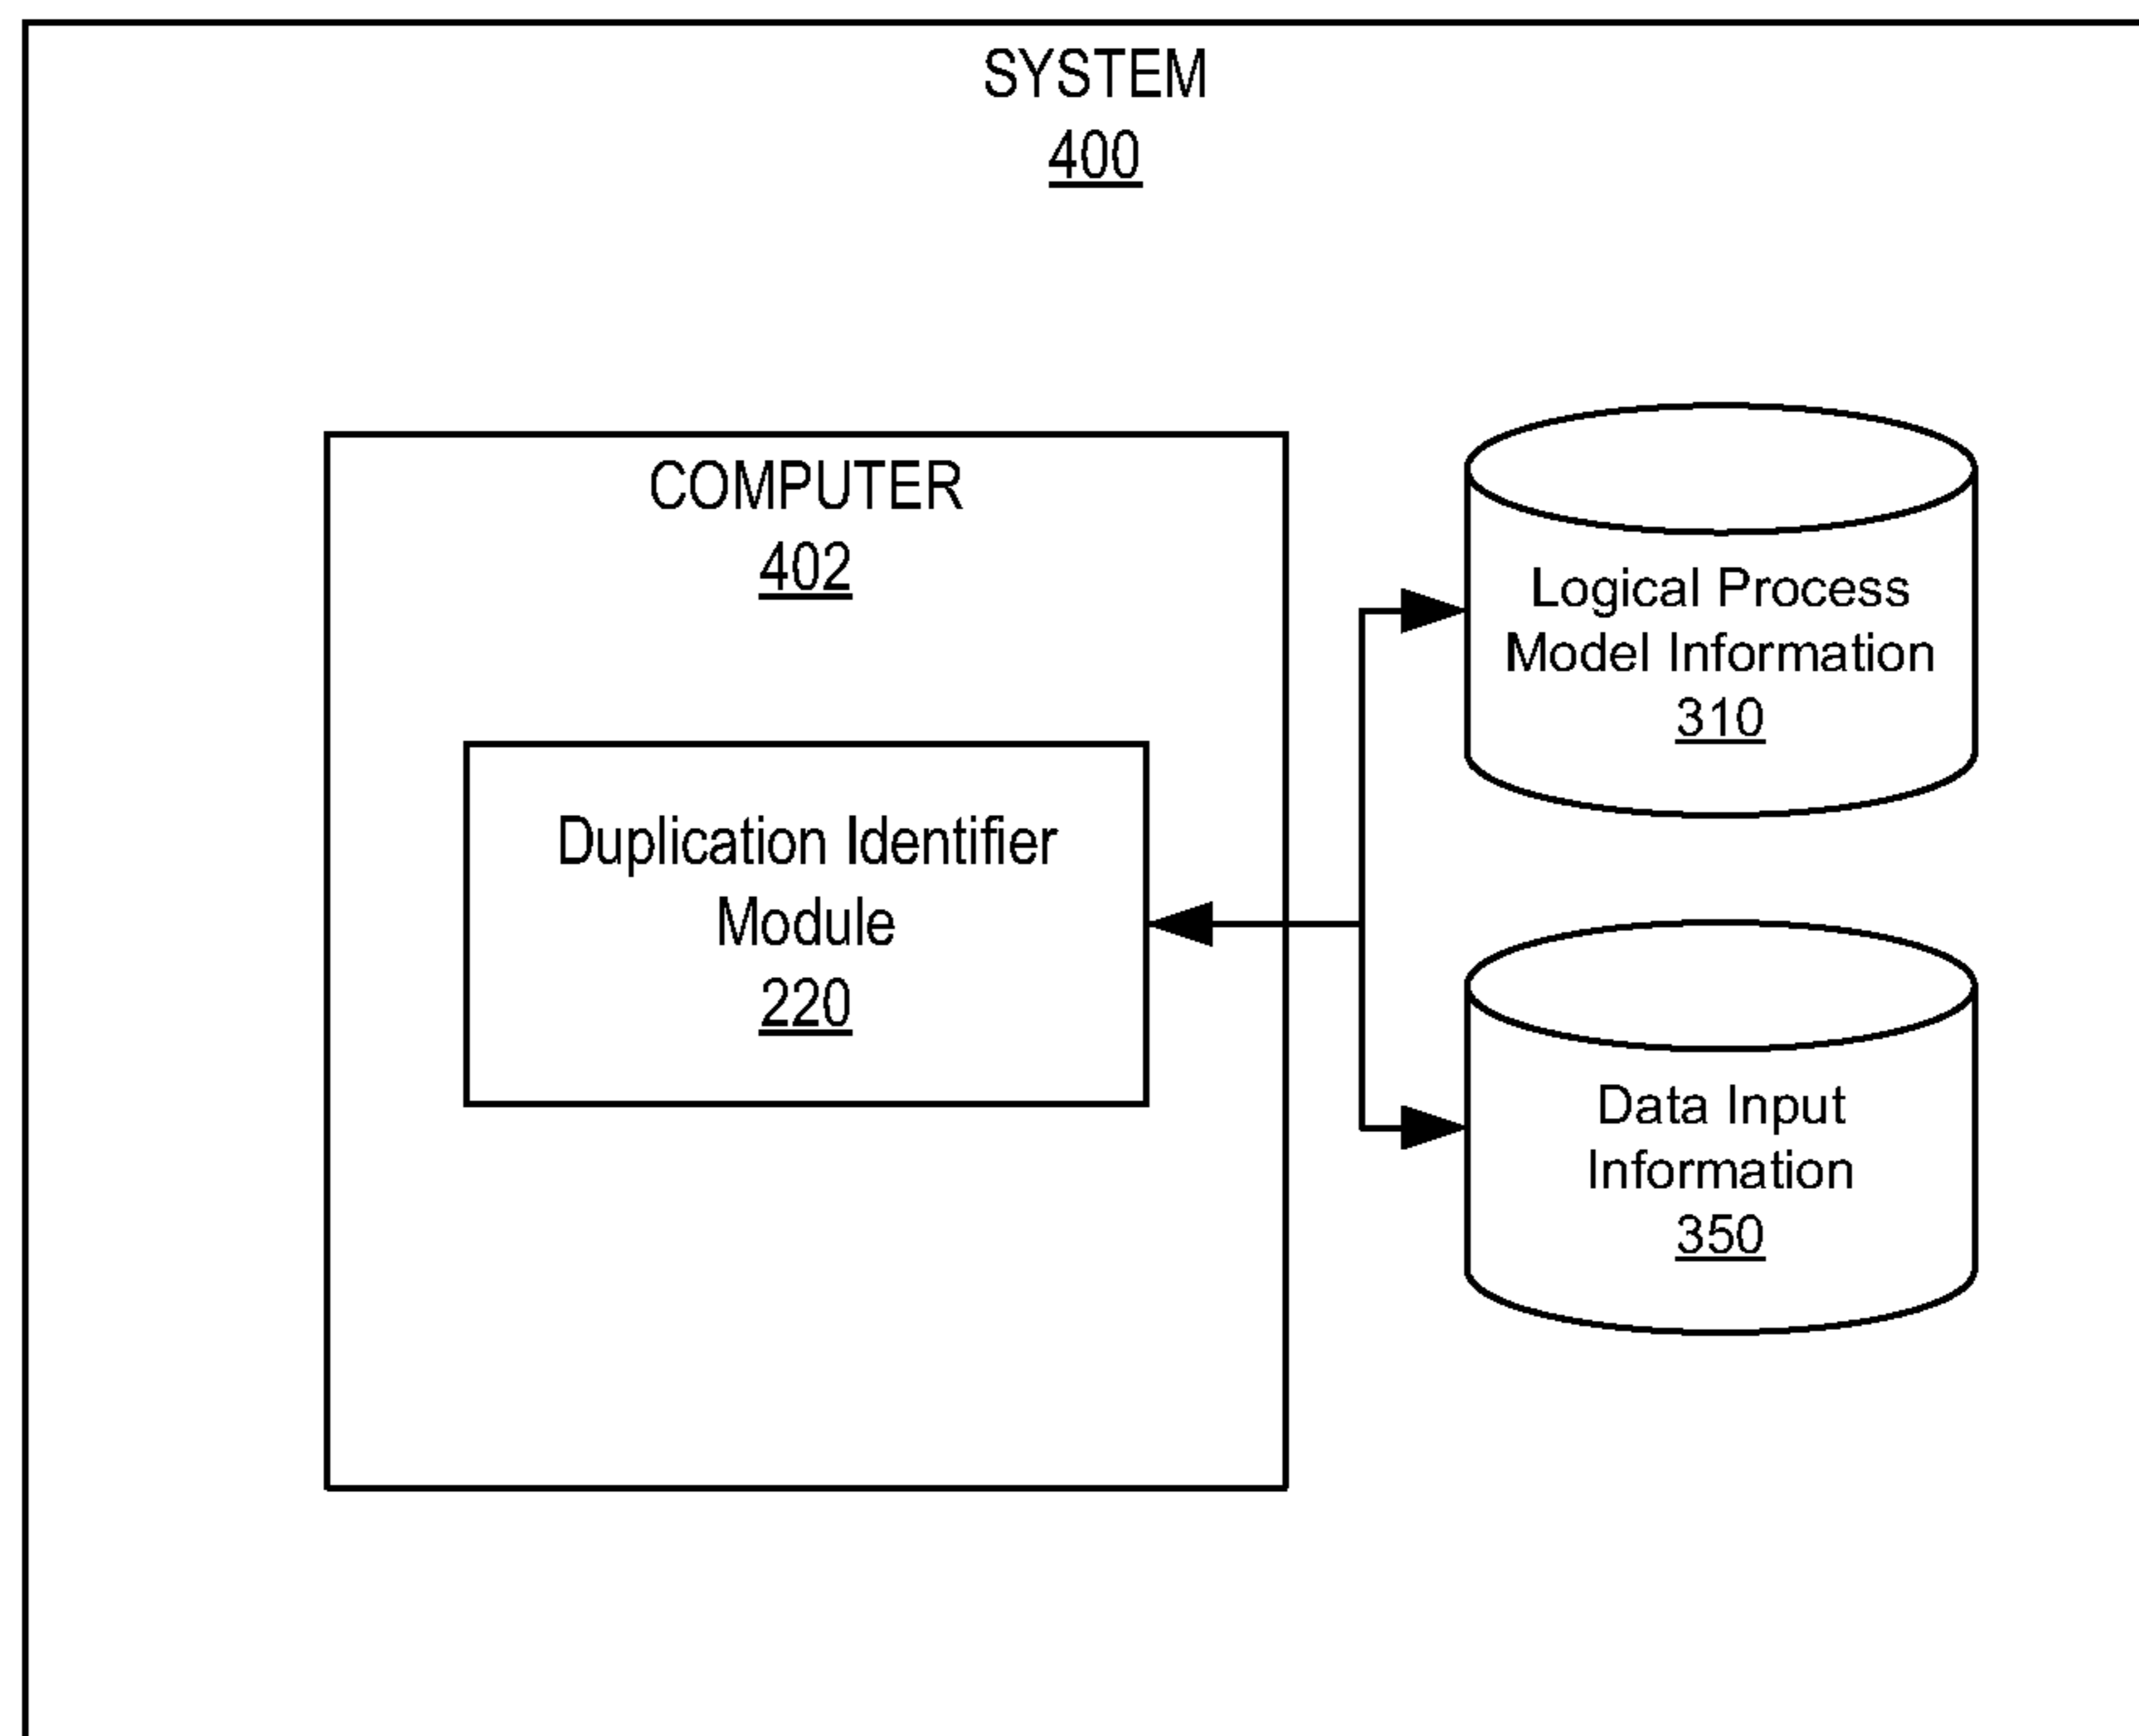 SYSTEM
400
COMPUTER
402
Duplication Identifier
Module
220
Logical Process
Model Information
310
Data Input
Information
350